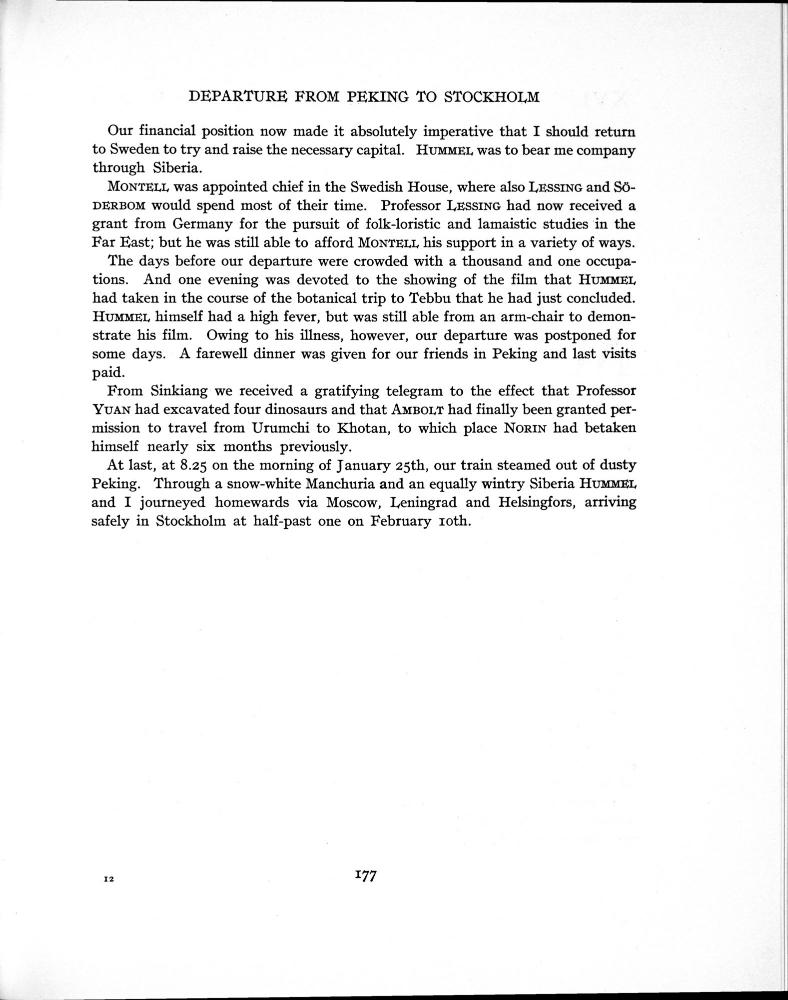 DEPARTURE FROM PEKING TO STOCKHOLM
Our financial position now made it absolutely imperative that I should return
to Sweden to try and raise the necessary capital. HUMMEL was to bear me company
through Siberia.
MONTELL was appointed chief in the Swedish House, where also LESSING and SÖ-
DERBOM would spend most of their time. Professor LESSING had now received a
grant from Germany for the pursuit of folk-loristic and lamaistic studies in the
Far East; but he was still able to afford MONTELL his support in a variety of ways.
The days before our departure were crowded with a thousand and one occupa-
tions. And one evening was devoted to the showing of the film that HUMMEL
had taken in the course of the botanical trip to Tebbu that he had just concluded.
HUMMEL himself had a high fever, but was still able from an arm-chair to demon-
strate his film. Owing to his illness, however, our departure was postponed for
some days. A farewell dinner was given for our friends in Peking and last visits
paid.
From Sinkiang we received a gratifying telegram to the effect that Professor
YUAN had excavated four dinosaurs and that AMBOLT had finally been granted per-
mission to travel from Urumchi to Khotan, to which place NORIN had betaken
himself nearly six months previously.
At last, at 8.25 on the morning of January 25th, our train steamed out of dusty
Peking. Through a snow-white Manchuria and an equally wintry Siberia HUMMEL
and I journeyed homewards via Moscow, Leningrad and Helsingfors, arriving
safely in Stockholm at half-past one on February 10th.
12
177